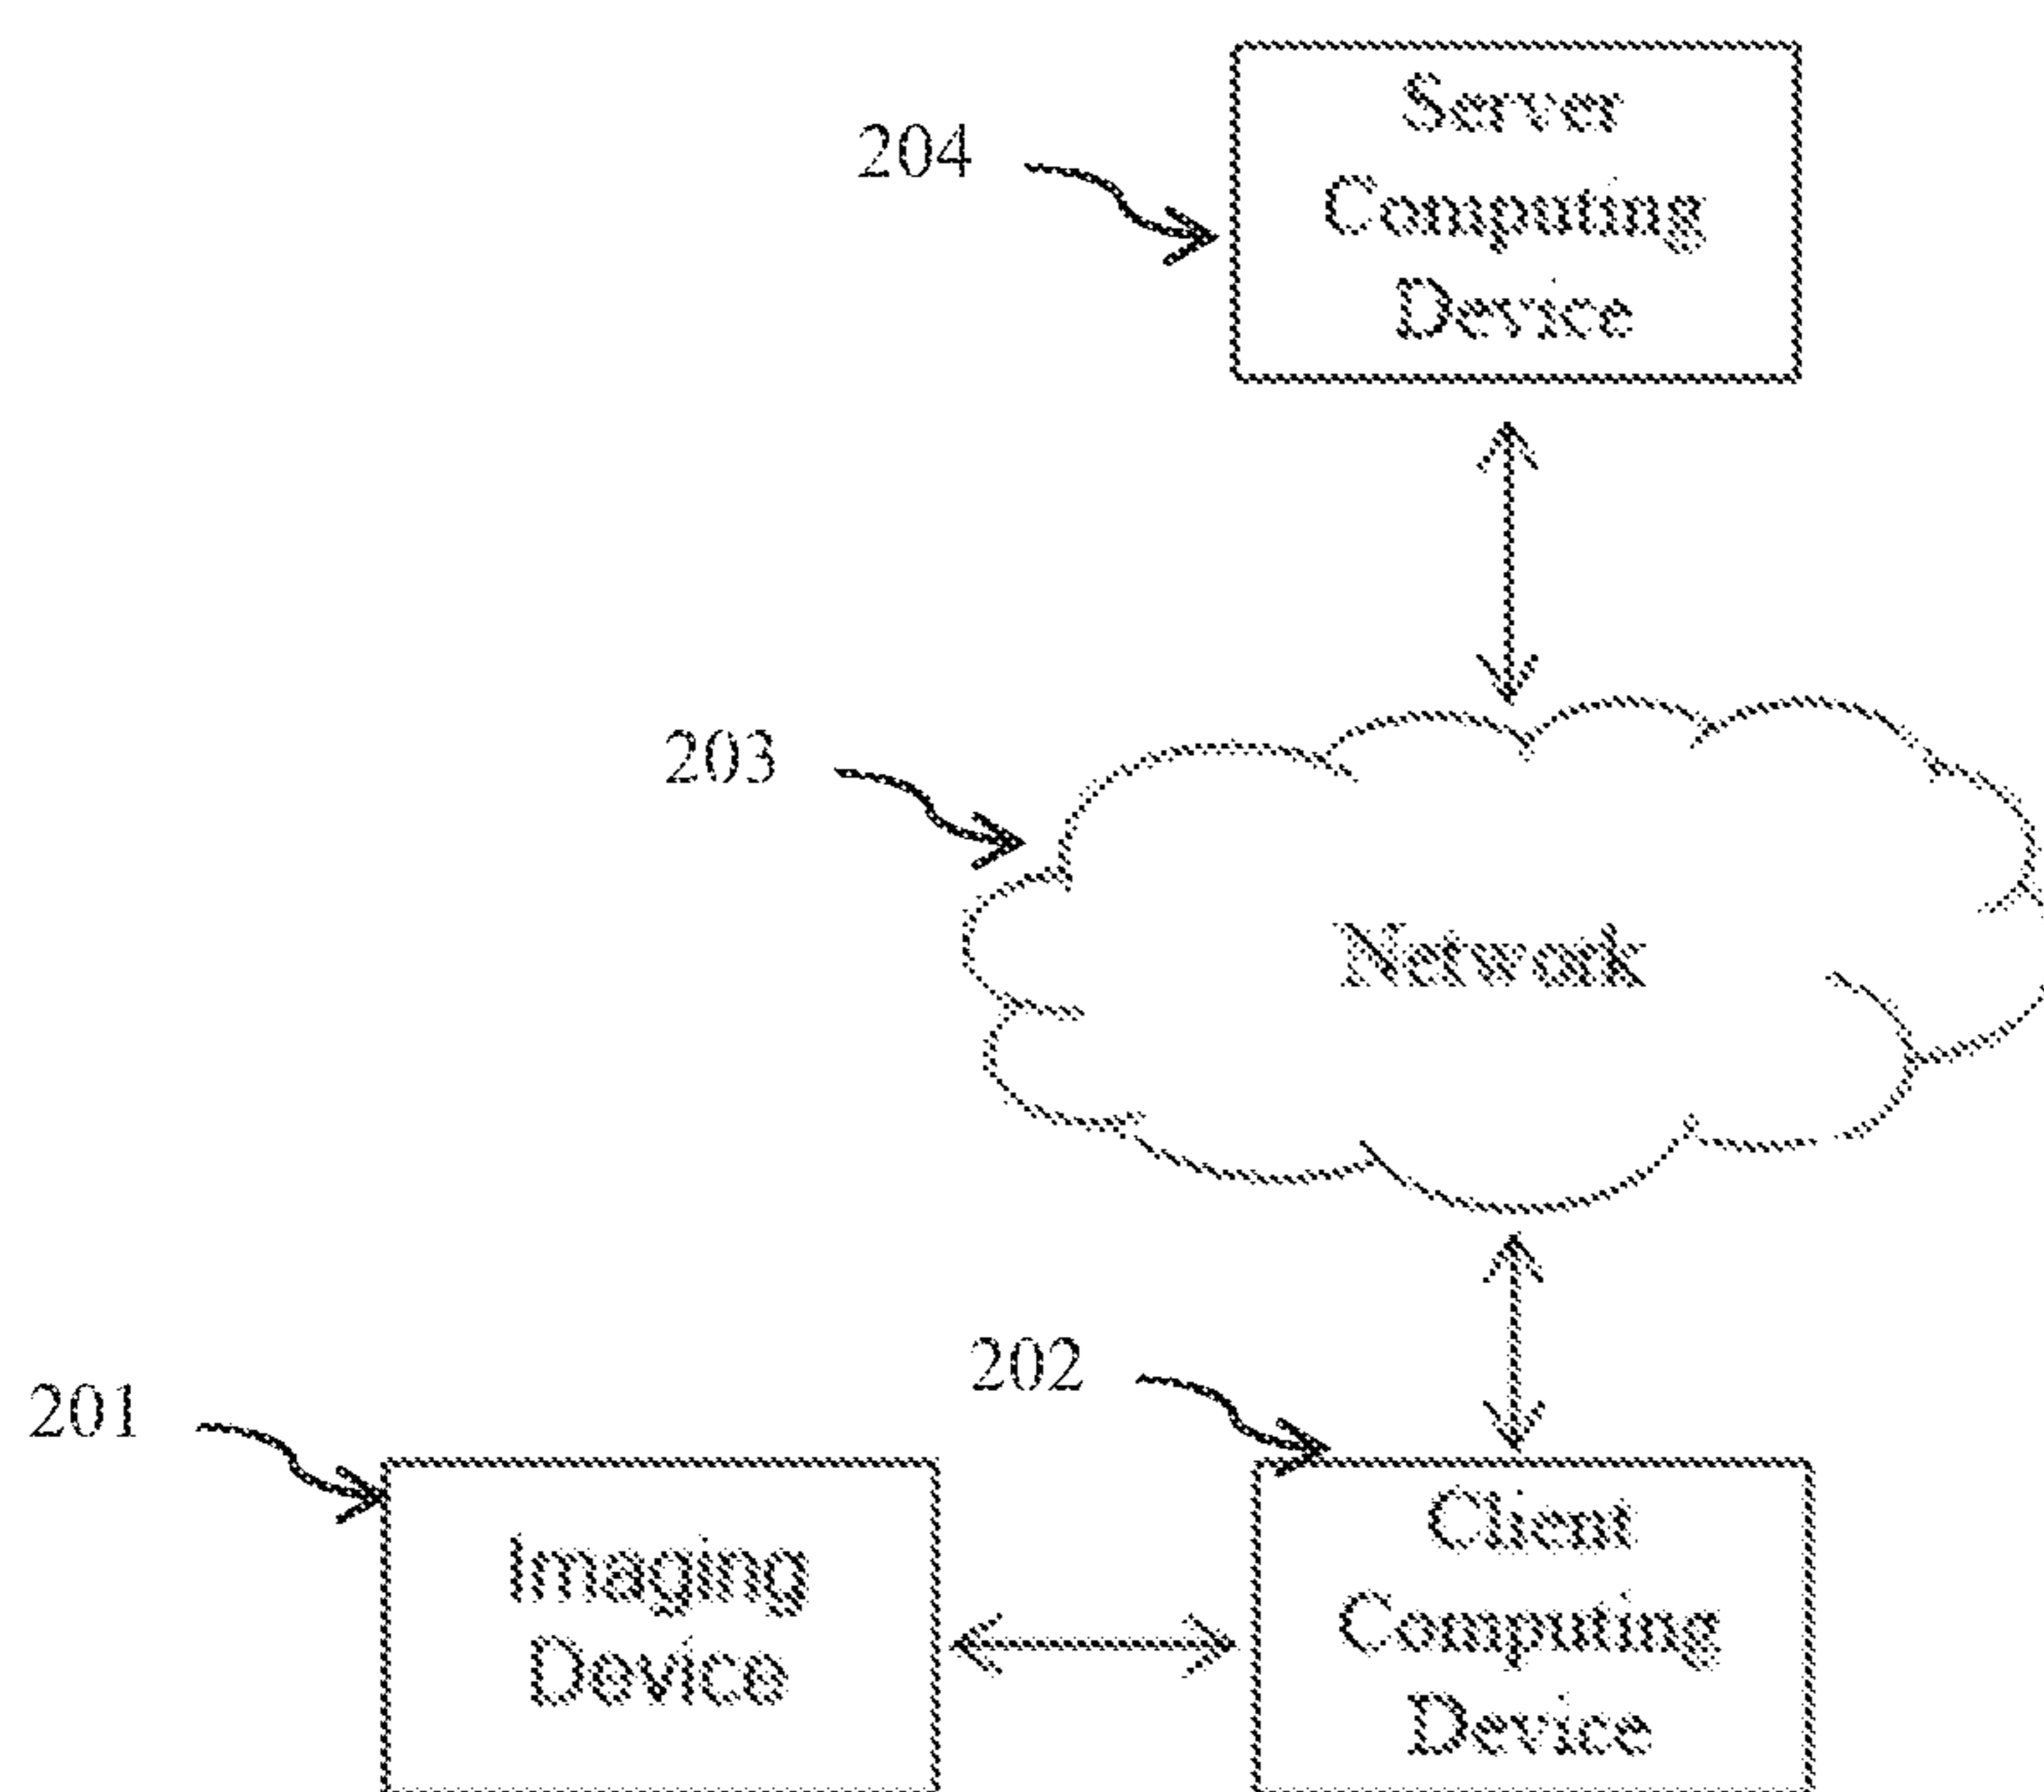 204
Server
Computing
Device
203
Network
202
201
Imaging
Device
Client
Computing
Device